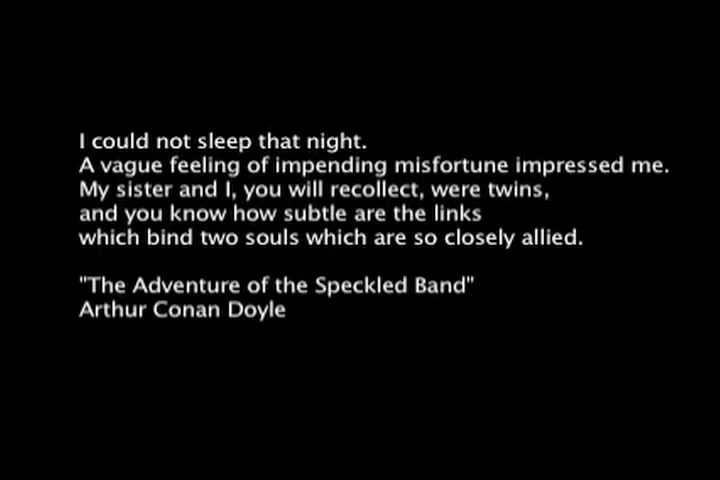 I could not sleep that night.
A vague feeling of impending misfortune impressed me.
My sister and I, you will recollect, were twins,
and you know how subtle are the links
which bind two souls which are so closely allied.
"The Adventure of the Speckled Band"
Arthur Conan Doyle